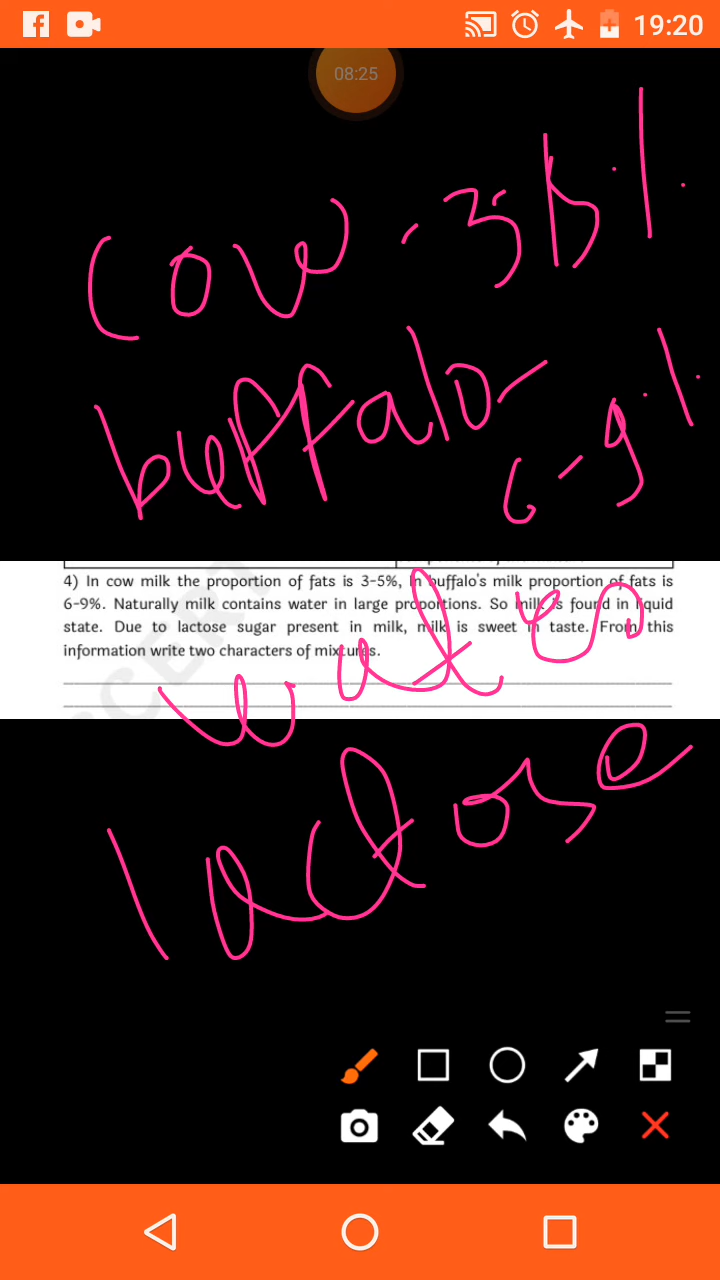 19:20
08:25
cow - 3-5%
buffalo -
6-9%
4) In cow milk the proportion of fats is 3-5%, In buffalo's milk proportion of fats is
6-9%. Naturally milk contains water in large proportions. So milk is found in liquid
state. Due to lactose sugar present in milk, milk is sweet in taste. From this
information write two characters of mixtures.
water
lactose